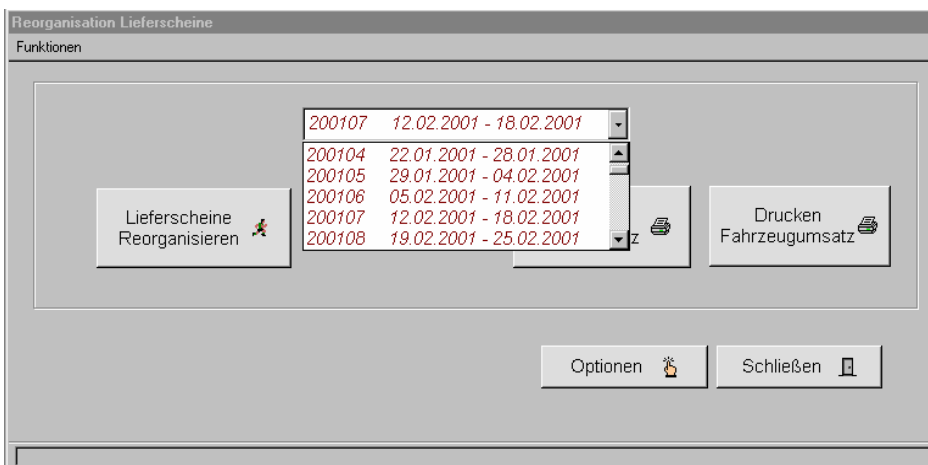 Reorganisation Lieferscheine
Funktionen
200107 12.02.2001 - 18.02.2001
200104 22.01.2001 - 28.01.2001
200105 29.01.2001 - 04.02.2001
200106 05.02.2001 - 11.02.2001
200107 12.02.2001 - 18.02.2001
200108 19.02.2001 - 25.02.2001
Lieferscheine
Reorganisieren
z
Drucken
Fahrzeugumsatz
Optionen
Schließen